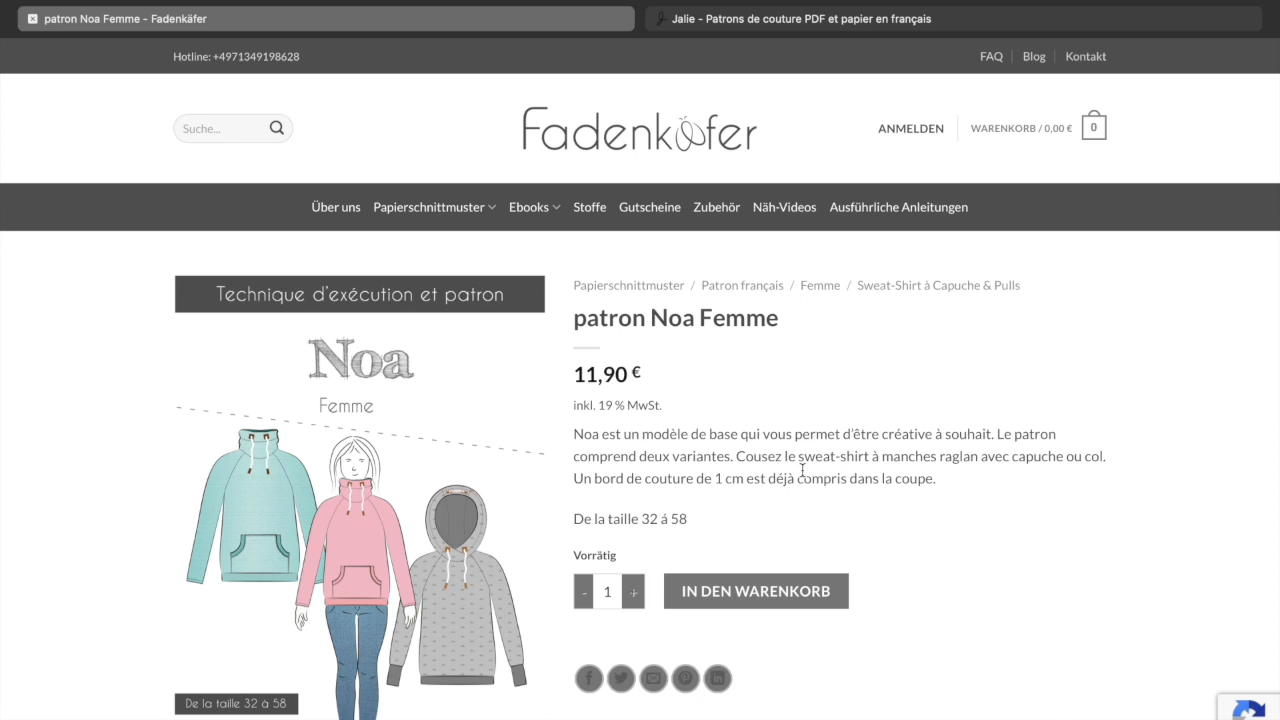 patron Noa Femme – Fadenkäfer
Jalie – Patrons de couture PDF et papier en français
Hotline: +4971349198628
FAQ
Blog
Kontakt
Suche...
Fadenkäfer
ANMELDEN
WARENKORB / 0,00 €
0
Über uns
Papierschnittmuster
Ebooks
Stoffe
Gutscheine
Zubehör
Näh-Videos
Ausführliche Anleitungen
Technique d'exécution et patron
Noa
Femme
De la taille 32 à 58
Papierschnittmuster / Patron français / Femme / Sweat-Shirt à Capuche & Pulls
patron Noa Femme
11,90 €
inkl. 19 % MwSt.
Noa est un modèle de base qui vous permet d'être créative à souhait. Le patron
comprend deux variantes. Cousez le sweat-shirt à manches raglan avec capuche ou col.
Un bord de couture de 1 cm est déjà compris dans la coupe.
De la taille 32 á 58
Vorrätig
- 1 +
IN DEN WARENKORB